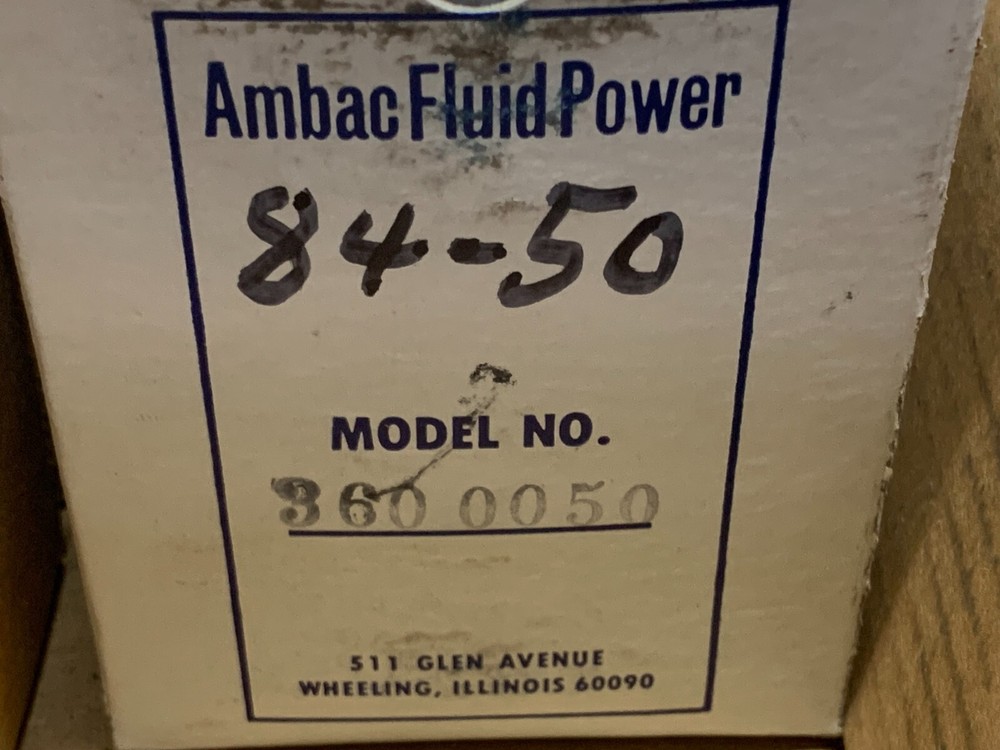 Ambac Fluid Power
84-50
MODEL NO.
360 0050
511 GLEN AVENUE
WHEELING, ILLINOIS 60090